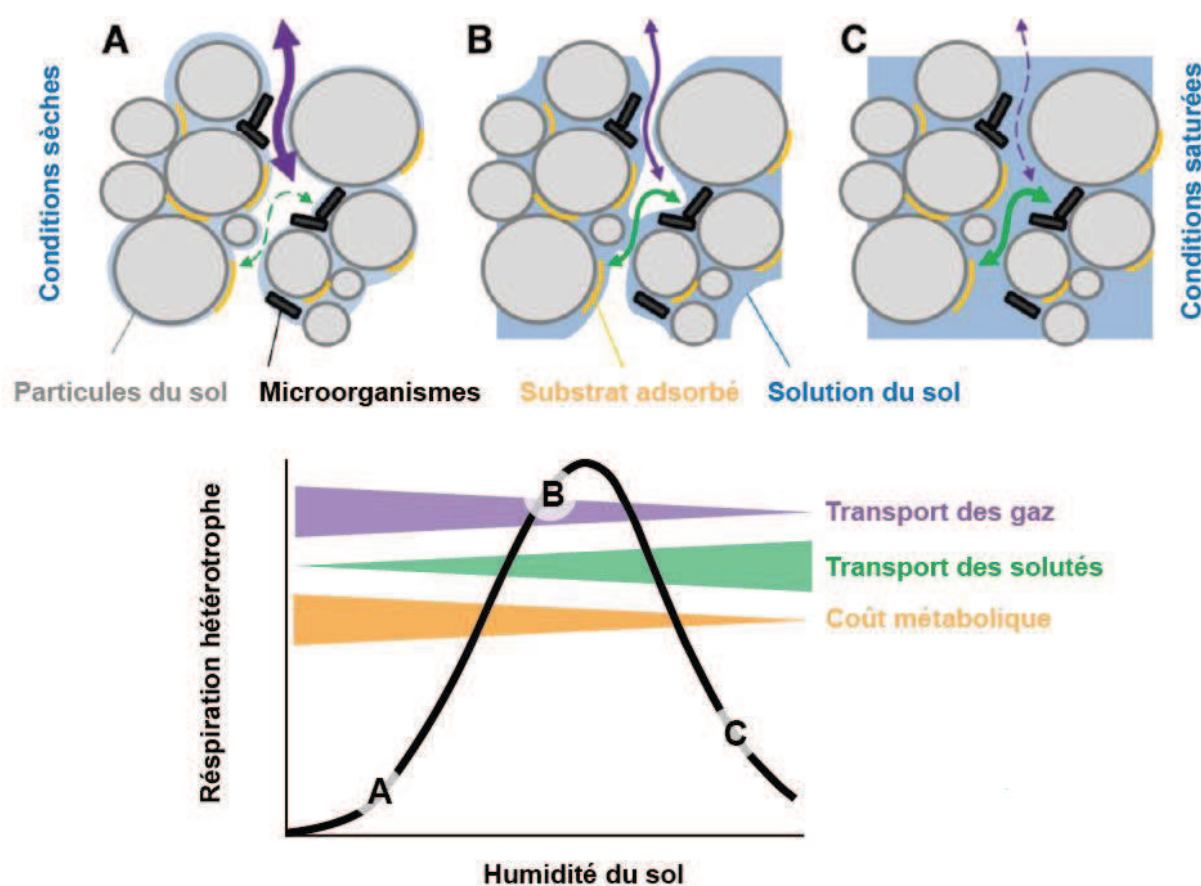 A
B
C
Conditions sèches
Conditions saturées
Particules du sol
Microorganismes
Substrat adsorbé
Solution du sol
Réspiration hétérotrophe
B
Transport des gaz
Transport des solutés
Coût métabolique
C
A
Humidité du sol